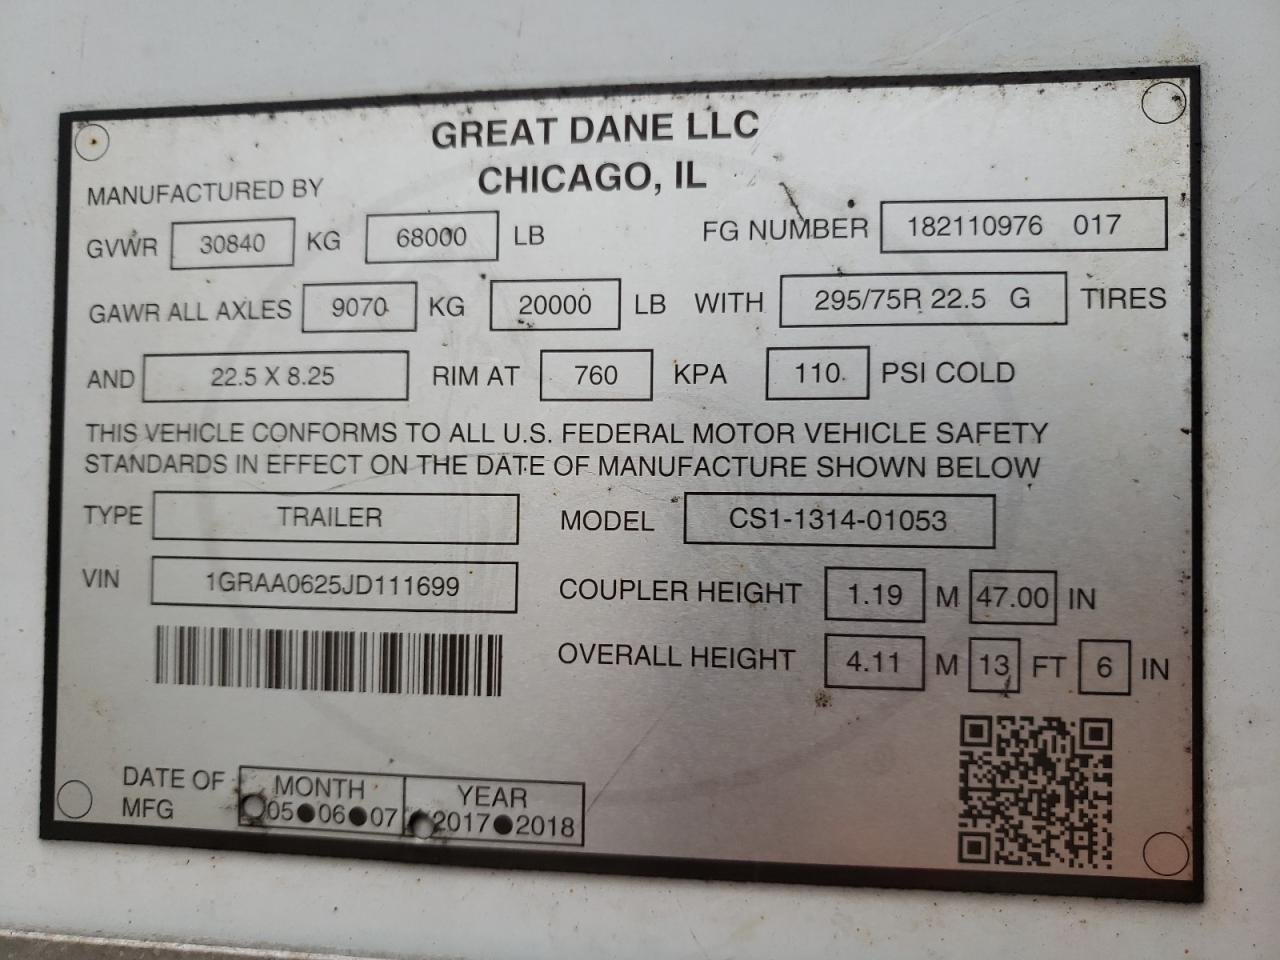 GREAT DANE LLC
CHICAGO, IL
MANUFACTURED BY
GVWR 30840 KG 68000 LB FG NUMBER 182110976 017
GAWR ALL AXLES 9070 KG 20000 LB WITH 295/75R 22.5 G TIRES
AND 22.5 X 8.25 RIM AT 760 KPA 110 PSI COLD
THIS VEHICLE CONFORMS TO ALL U.S. FEDERAL MOTOR VEHICLE SAFETY
STANDARDS IN EFFECT ON THE DATE OF MANUFACTURE SHOWN BELOW
TYPE TRAILER MODEL CS1-1314-01053
VIN 1GRAA0625JD111699 COUPLER HEIGHT 1.19 M 47.00 IN
OVERALL HEIGHT 4.11 M 13 FT 6 IN
DATE OF MFG MONTH YEAR
05●06●07 2017●2018